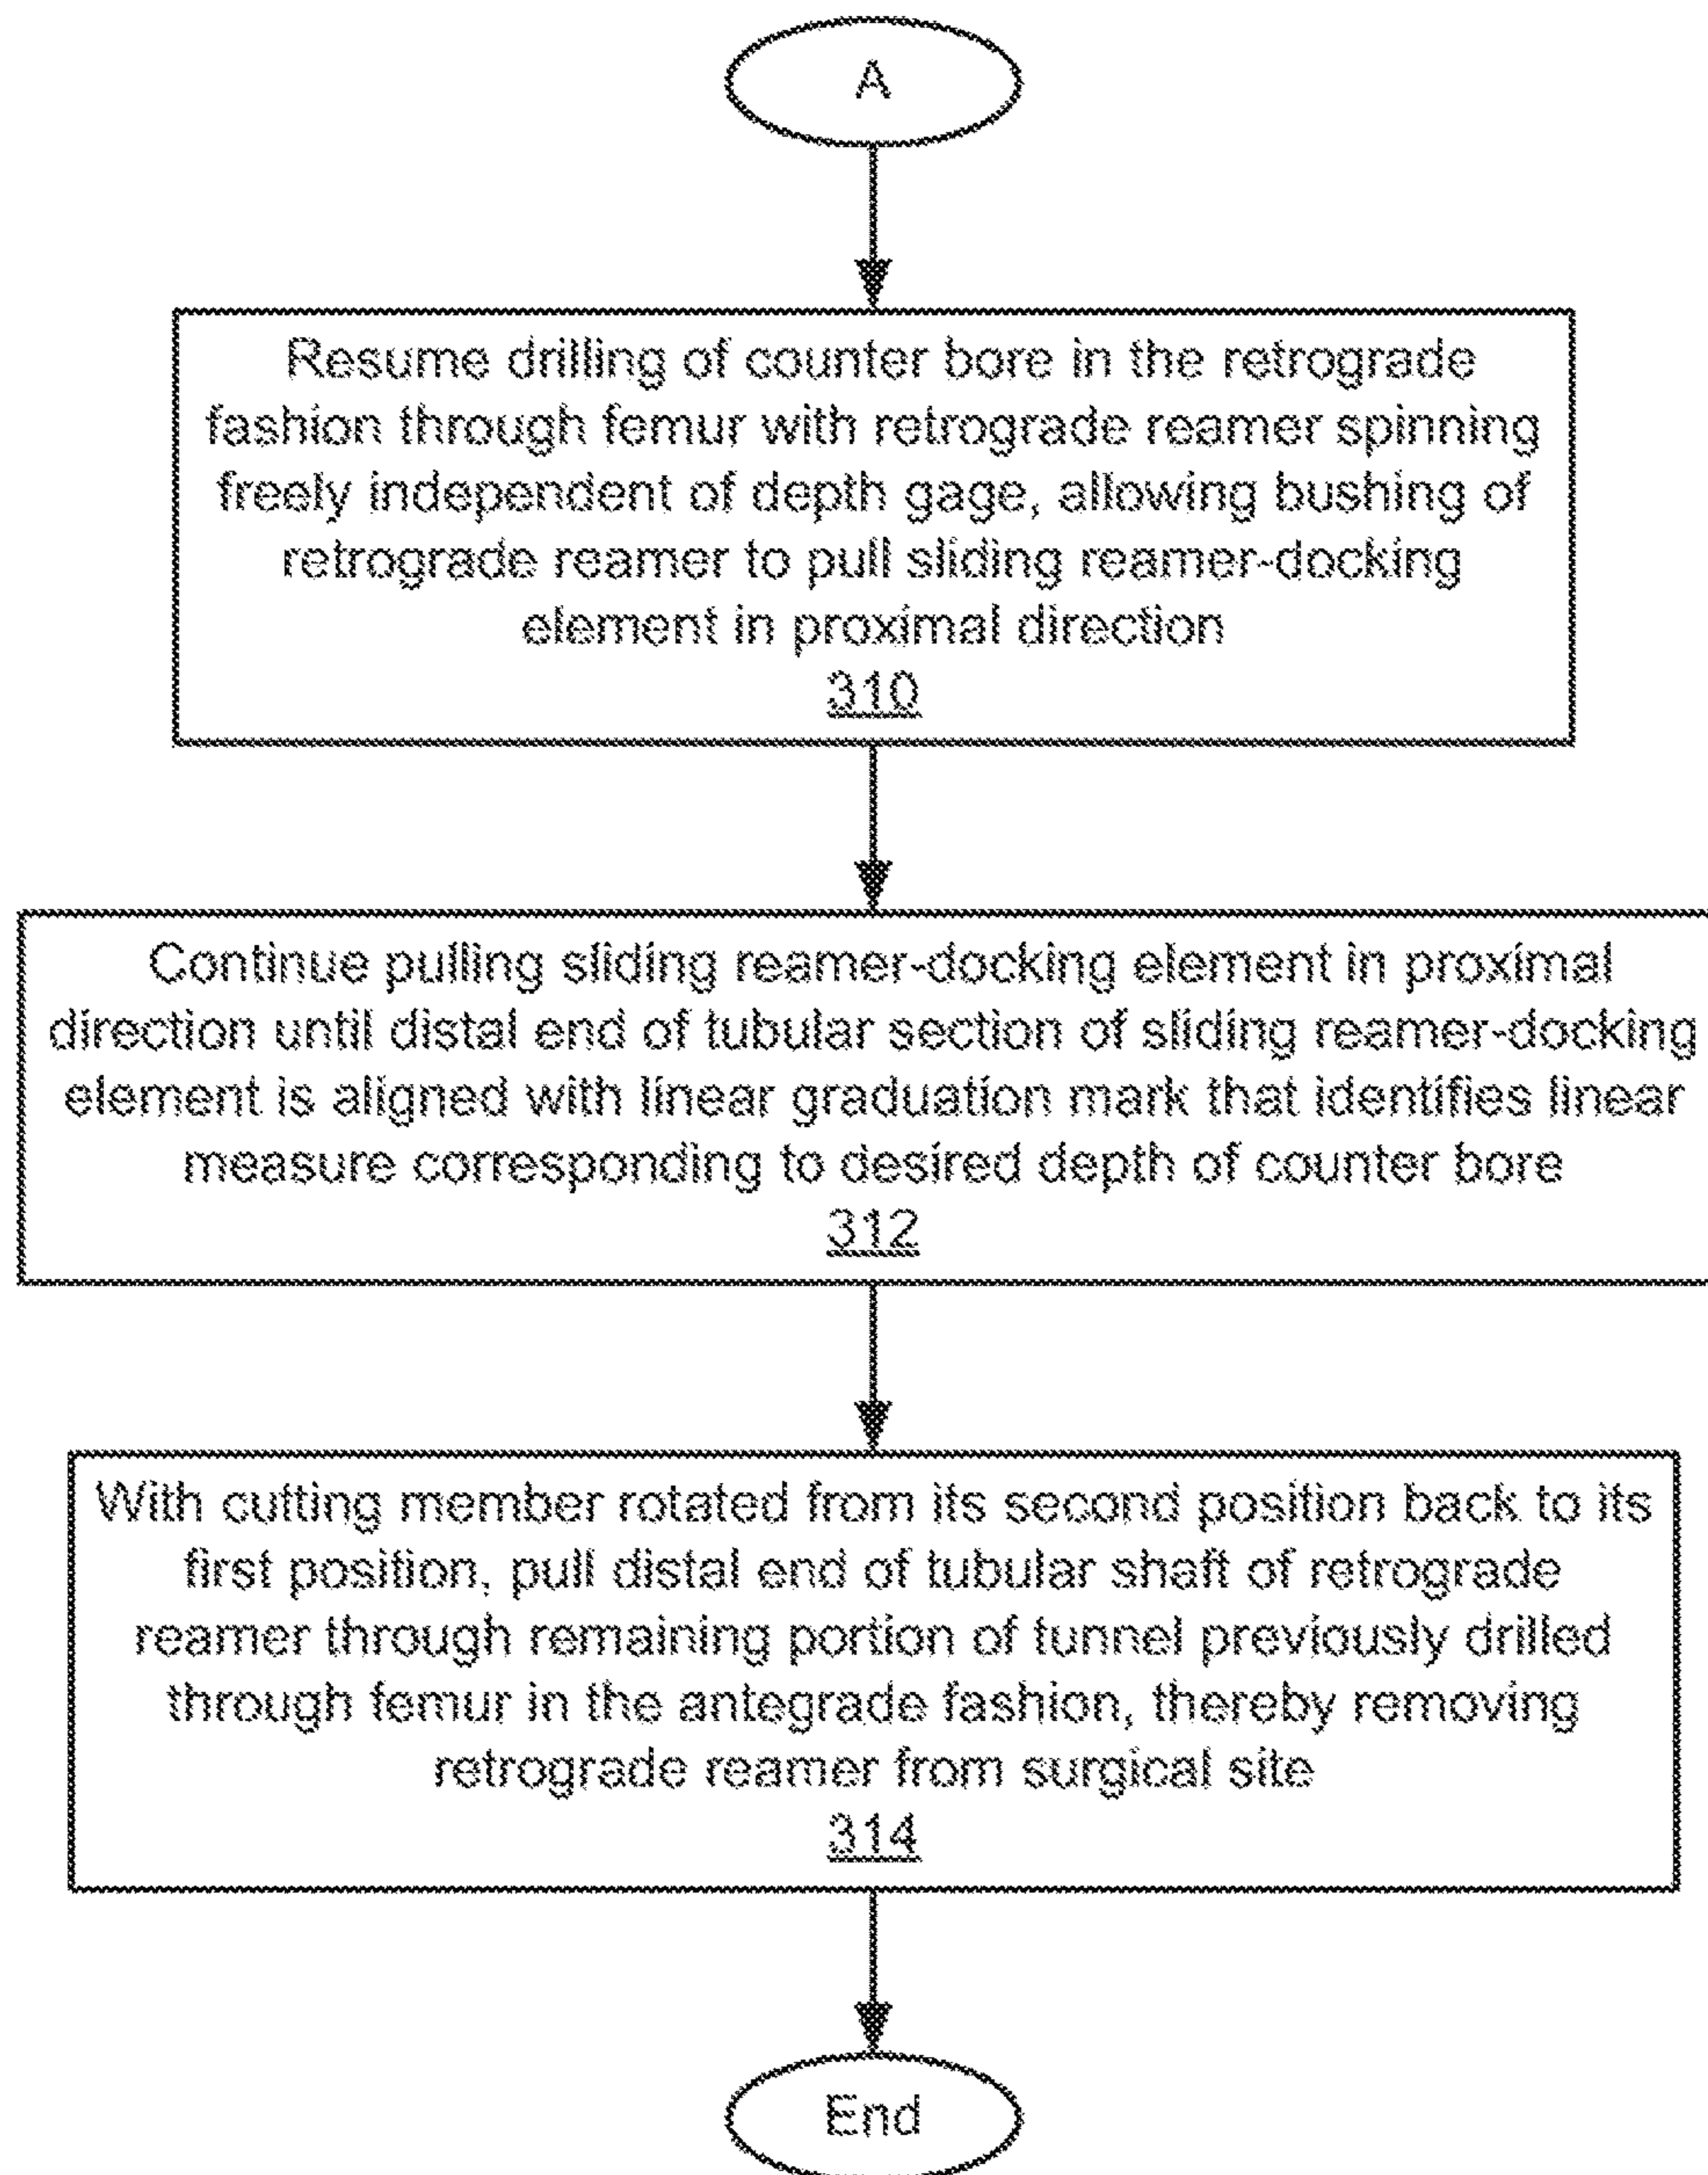 A
Resume drilling of counter bore in the retrograde
fashion through femur with retrograde reamer spinning
freely independent of depth gage, allowing bushing of
retrograde reamer to pull sliding reamer-docking
element in proximal direction
310
Continue pulling sliding reamer-docking element in proximal
direction until distal end of tubular section of sliding reamer-docking
element is aligned with linear graduation mark that identifies linear
measure corresponding to desired depth of counter bore
312
With cutting member rotated from its second position back to its
first position, pull distal end of tubular shaft of retrograde
reamer through remaining portion of tunnel previously drilled
through femur in the antegrade fashion, thereby removing
retrograde reamer from surgical site
314
End